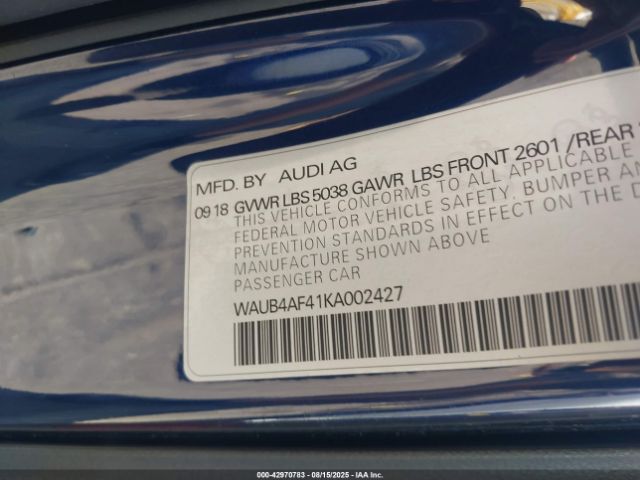 MFD. BY AUDI AG
09 18 GVWR LBS 5038 GAWR LBS FRONT 2601 /REAR
THIS VEHICLE CONFORMS TO ALL APPLICABLE
FEDERAL MOTOR VEHICLE SAFETY, BUMPER AN
PREVENTION STANDARDS IN EFFECT ON THE D
MANUFACTURE SHOWN ABOVE
PASSENGER CAR
WAUB4AF41KA002427
000-42970783 - 08/15/2025 - IAA Inc.